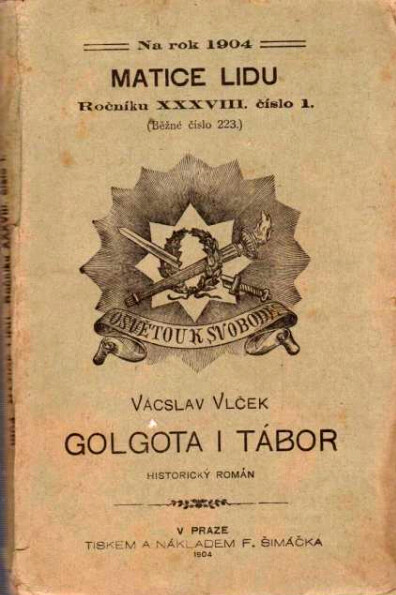 Na rok 1904
MATICE LIDU
Ročníku XXXVIII. číslo 1.
(Běžné číslo 223.)
OSVĚTOU K SVOBODĚ
VÁCSLAV VLČEK
GOLGOTA I TÁBOR
HISTORICKÝ ROMÁN
V PRAZE
TISKEM A NÁKLADEM F. ŠIMÁČKA
1904